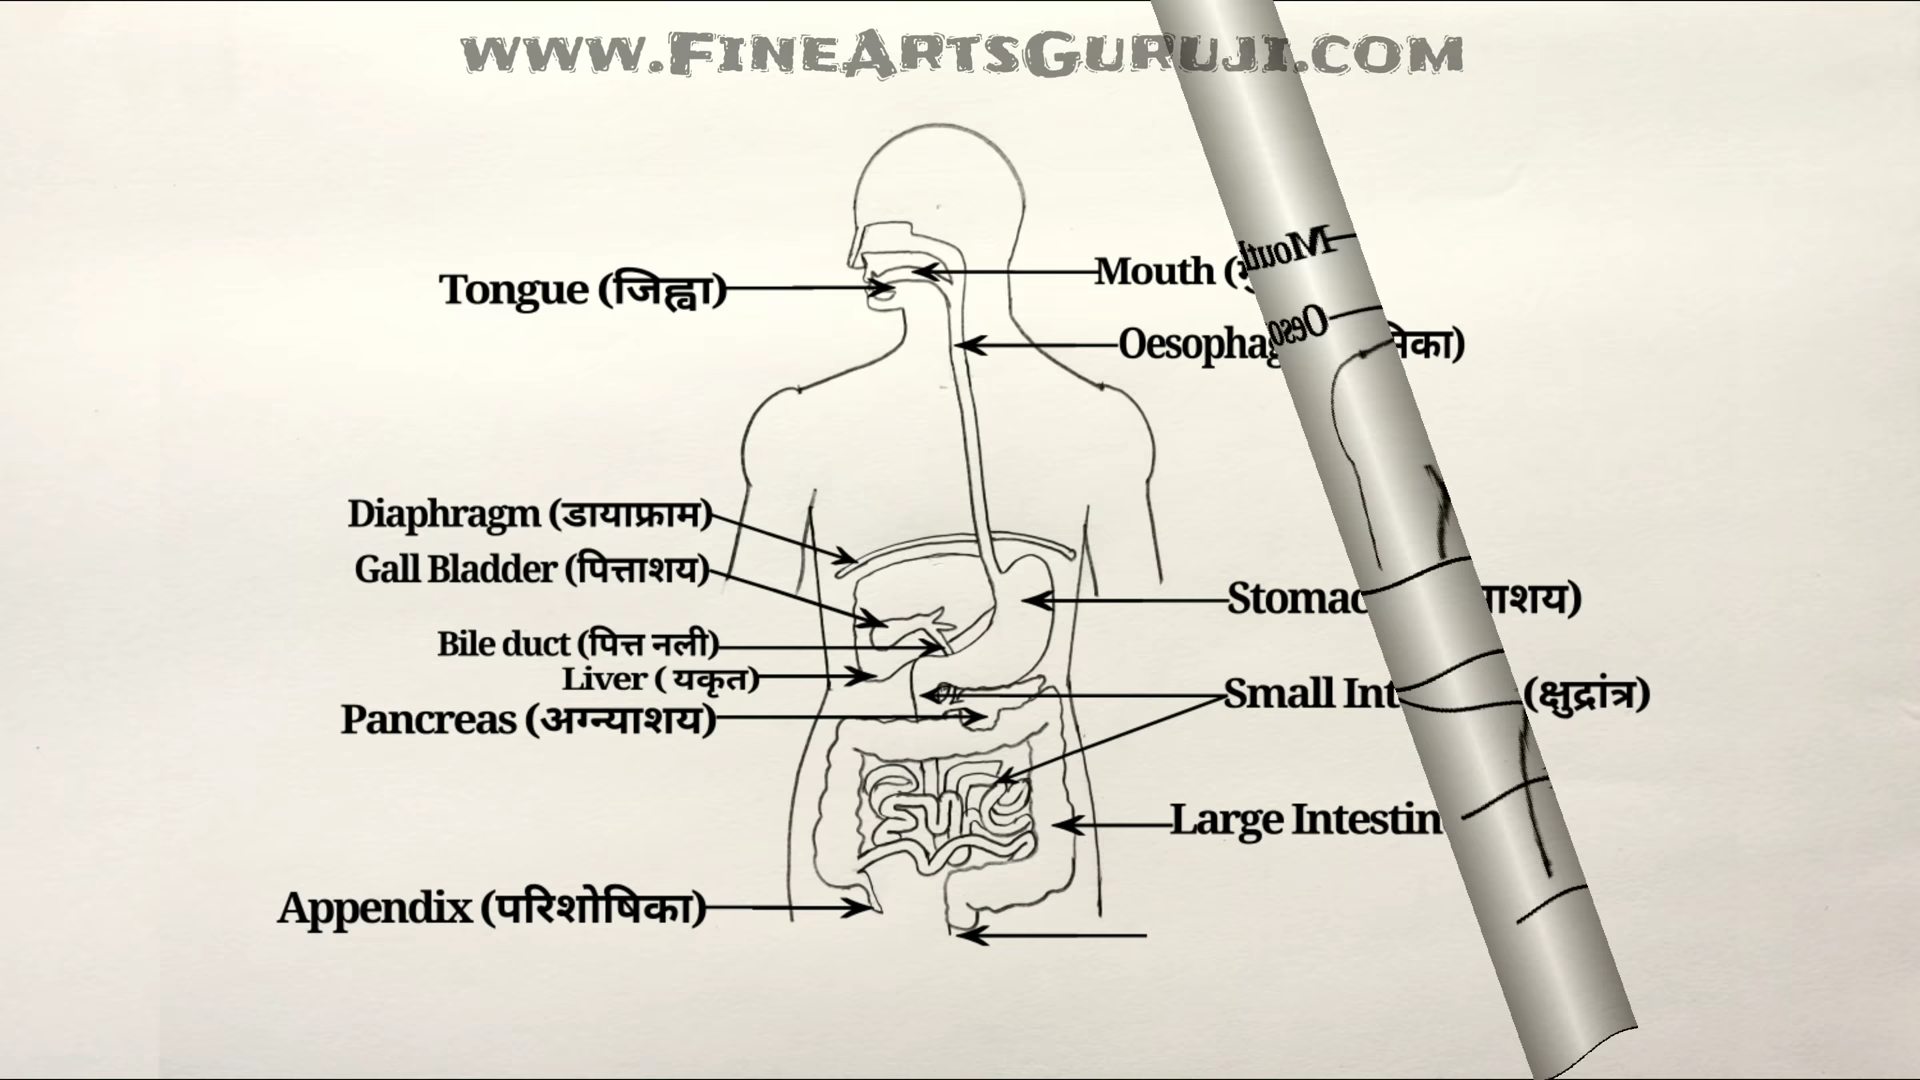 www.FineArtsGuruji.com
Tongue (जिह्वा)
Mouth (
Oesophag
िका)
Diaphragm (डायाफ्राम)
Gall Bladder (पित्ताशय)
Stomac
ाशय)
Bile duct (पित्त नली)
Liver ( यकृत)
Small Int
(क्षुद्रांत्र)
Pancreas (अग्न्याशय)
Large Intestin
Appendix (परिशोषिका)